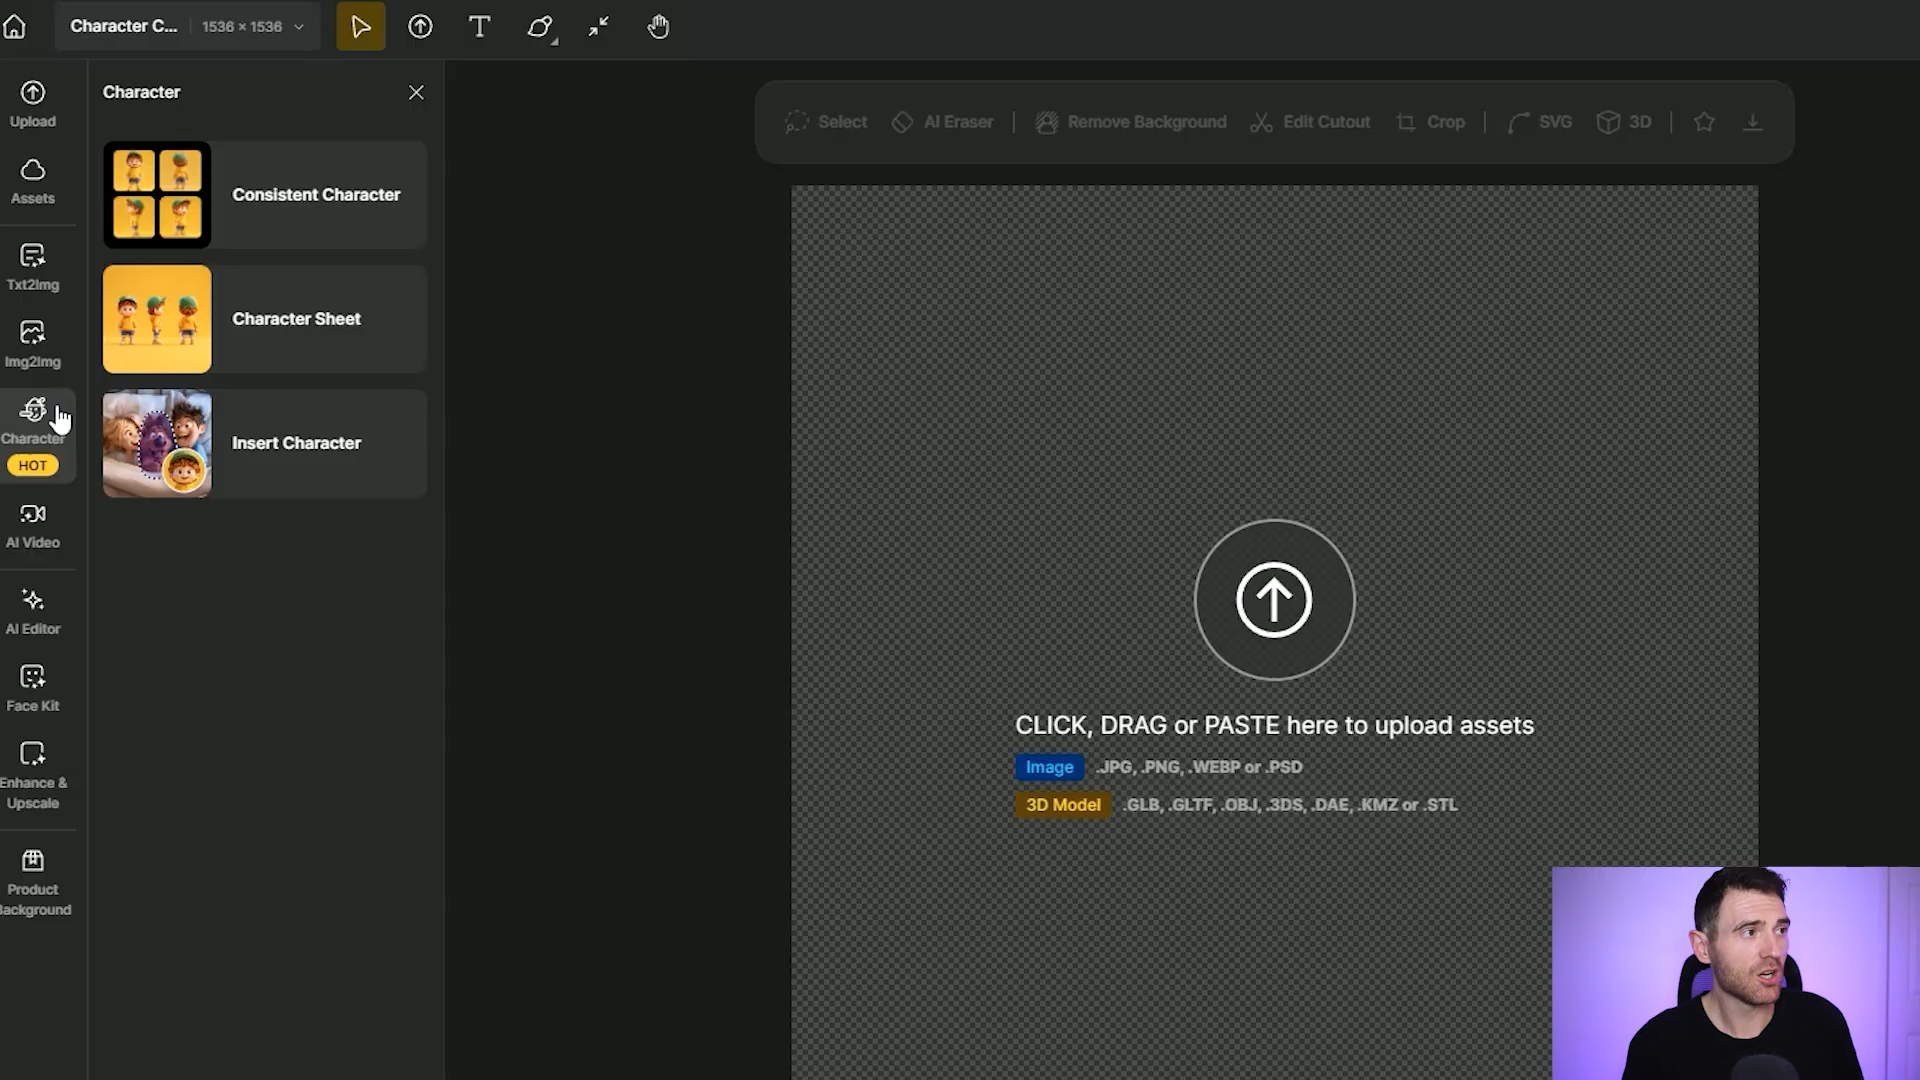 Character C... 1536 × 1536
Upload
Assets
Txt2Img
Img2Img
Character
HOT
AI Video
AI Editor
Face Kit
Enhance &
Upscale
Product
Background
Character
Consistent Character
Character Sheet
Insert Character
Select AI Eraser Remove Background Edit Cutout Crop SVG 3D
CLICK, DRAG or PASTE here to upload assets
Image .JPG, .PNG, .WEBP or .PSD
3D Model .GLB, .GLTF, .OBJ, .3DS, .DAE, .KMZ or .STL